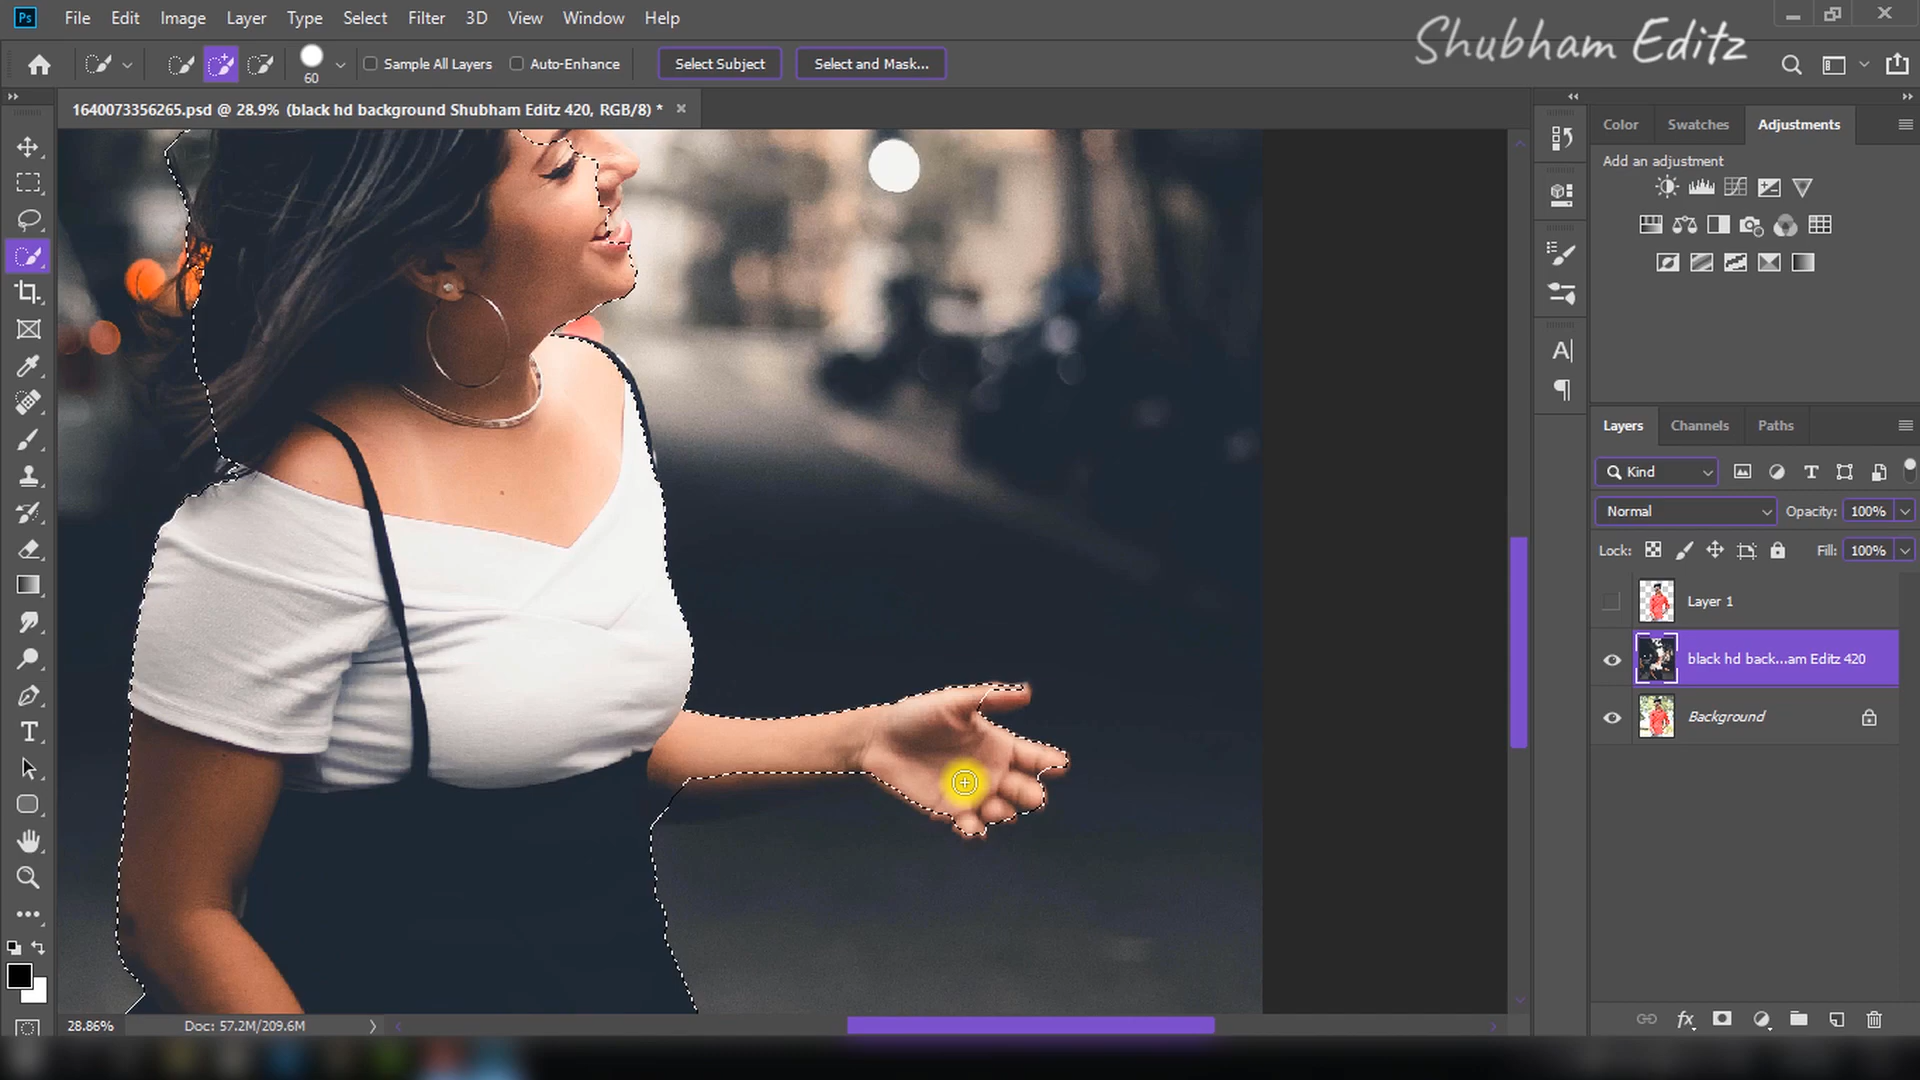 Ps File Edit Image Layer Type Select Filter 3D View Window Help
Shubham Editz
60 Sample All Layers Auto-Enhance Select Subject Select and Mask...
1640073356265.psd @ 28.9% (black hd background Shubham Editz 420, RGB/8) *
Color Swatches Adjustments
Add an adjustment
Layers Channels Paths
Kind
Normal Opacity: 100%
Lock: Fill: 100%
Layer 1
black hd back...am Editz 420
Background
28.86% Doc: 57.2M/209.6M